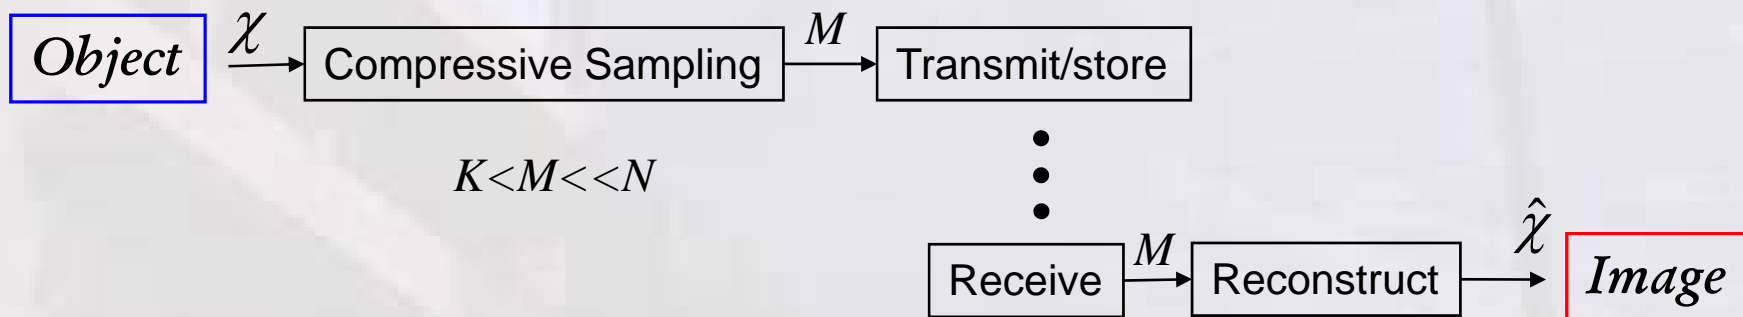 Object χ Compressive Sampling M Transmit/store
K<M<<N
Receive M Reconstruct χ̂ Image